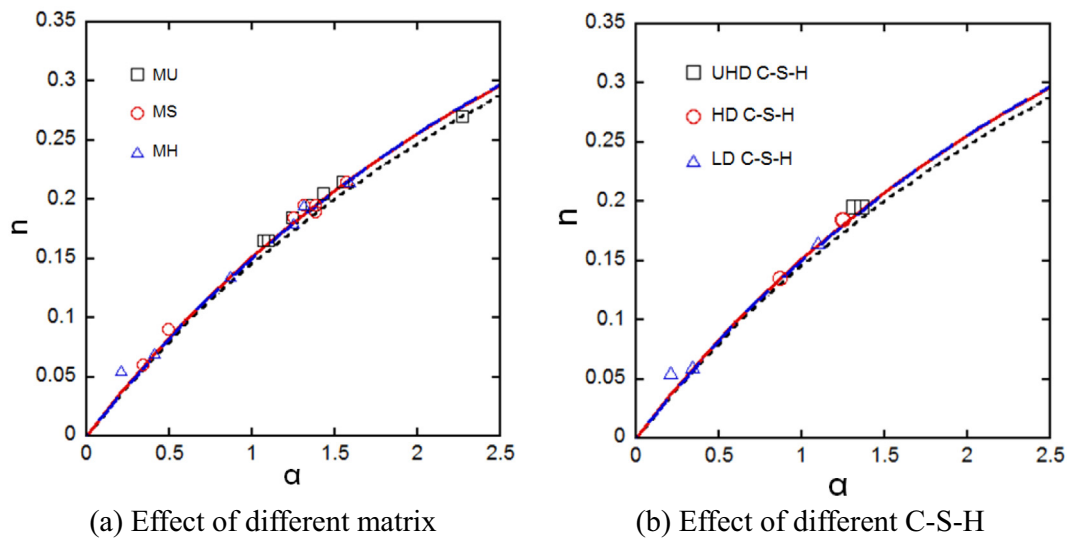 0.35
0.3
0.25
0.2
0.15
0.1
0.05
0
n
MU
MS
MH
0 0.5 1 1.5 2 2.5
α
(a) Effect of different matrix
0.35
0.3
0.25
0.2
0.15
0.1
0.05
0
n
UHD C-S-H
HD C-S-H
LD C-S-H
0 0.5 1 1.5 2 2.5
α
(b) Effect of different C-S-H